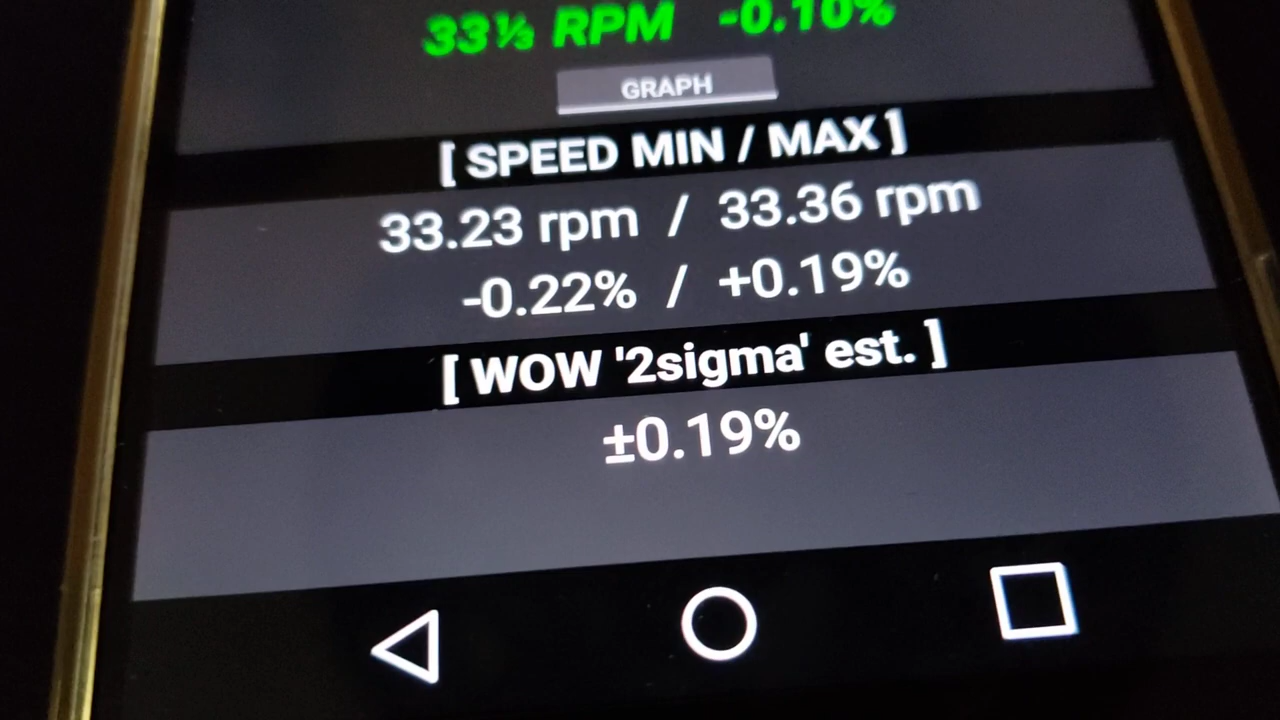 33⅓ RPM -0.10%
GRAPH
[ SPEED MIN / MAX ]
33.23 rpm / 33.36 rpm
-0.22% / +0.19%
[ WOW '2sigma' est. ]
±0.19%